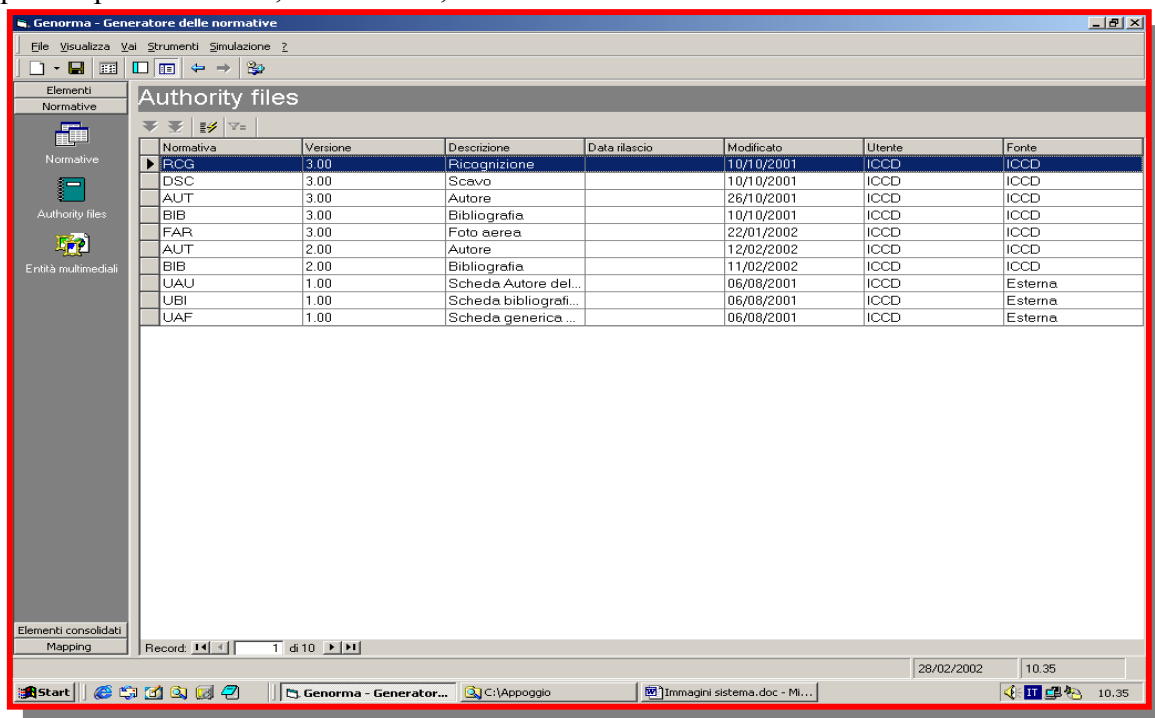 Genorma - Generatore delle normative
File Visualizza Vai Strumenti Simulazione ?
Elementi
Normative
Normative
Authority files
Entità multimediali
Elementi consolidati
Mapping
Authority files
Normativa Versione Descrizione Data rilascio Modificato Utente Fonte
RCG 3.00 Ricognizione 10/10/2001 ICCD ICCD
DSC 3.00 Scavo 10/10/2001 ICCD ICCD
AUT 3.00 Autore 26/10/2001 ICCD ICCD
BIB 3.00 Bibliografia 10/10/2001 ICCD ICCD
FAR 3.00 Foto aerea 22/01/2002 ICCD ICCD
AUT 2.00 Autore 12/02/2002 ICCD ICCD
BIB 2.00 Bibliografia 11/02/2002 ICCD ICCD
UAU 1.00 Scheda Autore del... 06/08/2001 ICCD Esterna
UBI 1.00 Scheda bibliografi... 06/08/2001 ICCD Esterna
UAF 1.00 Scheda generica ... 06/08/2001 ICCD Esterna
Record: 1 di 10
28/02/2002 10.35
Start Genorma - Generator... C:\Appoggio Immagini sistema.doc - Mi... IT 10.35